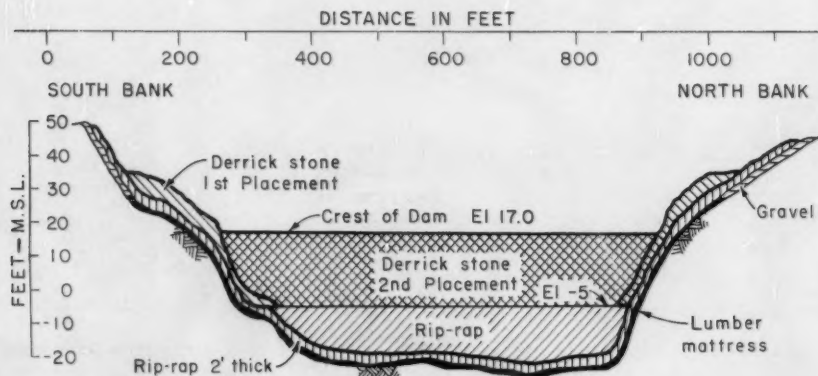 DISTANCE IN FEET
0 200 400 600 800 1000
SOUTH BANK NORTH BANK
FEET—M.S.L.
50
40
30
20
10
0
-10
-20
Derrick stone
1st Placement
Crest of Dam El 17.0
Gravel
Derrick stone
2nd Placement
El -5
Rip-rap
Lumber
mattress
Rip-rap 2' thick